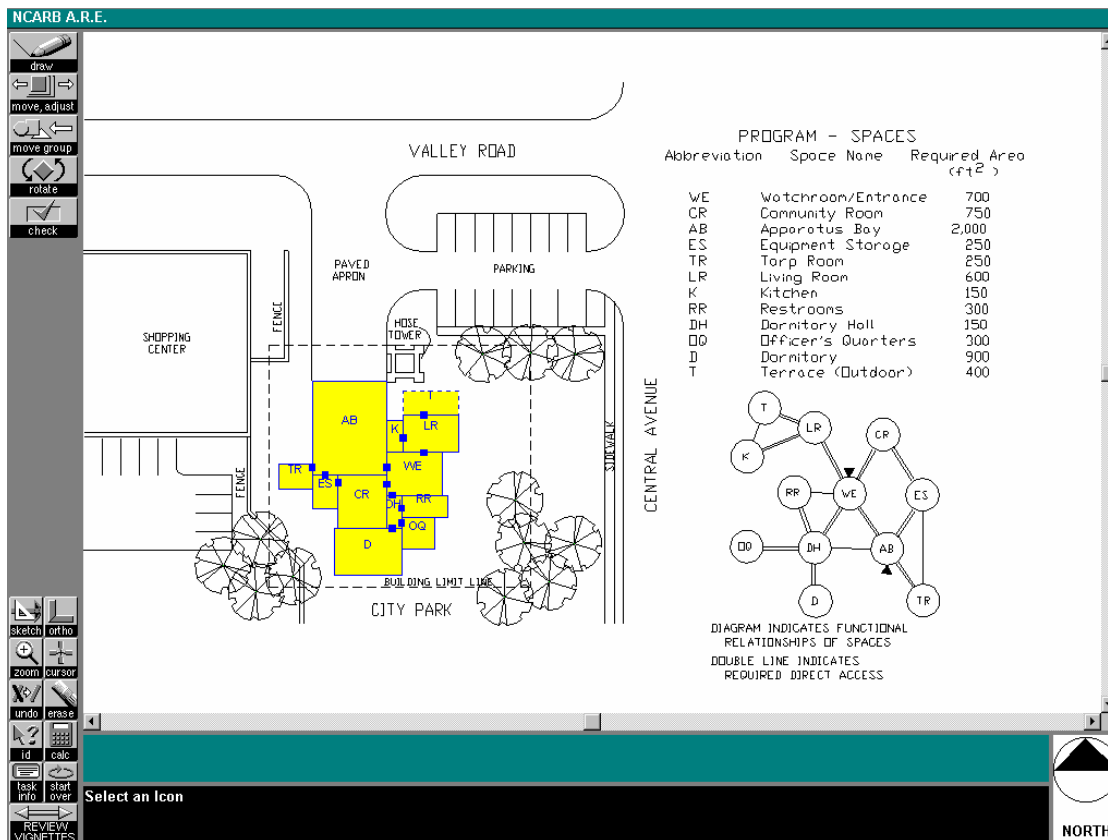 NCARB A.R.E.
draw
move, adjust
move group
rotate
check
sketch
ortho
zoom
cursor
undo
erase
id
calc
task info
start over
REVIEW
VIGNETTES
VALLEY ROAD
PAVED
APRON
PARKING
SHOPPING
CENTER
FENCE
HOSE
TOWER
FENCE
SIDEWALK
CENTRAL AVENUE
AB
T
LR
K
TR
ES
CR
WE
DH
RR
OQ
D
BUILDING LIMIT LINE
CITY PARK
PROGRAM - SPACES
Abbreviation Space Name Required Area
(ft2)
WE Watchroom/Entrance 700
CR Community Room 750
AB Apparatus Bay 2,000
ES Equipment Storage 250
TR Tarp Room 250
LR Living Room 600
K Kitchen 150
RR Restrooms 300
DH Dormitory Hall 150
OQ Officer's Quarters 300
D Dormitory 900
T Terrace (Outdoor) 400
T
LR
CR
K
RR
WE
ES
OQ
DH
AB
D
TR
DIAGRAM INDICATES FUNCTIONAL
RELATIONSHIPS OF SPACES
DOUBLE LINE INDICATES
REQUIRED DIRECT ACCESS
Select an Icon
NORTH